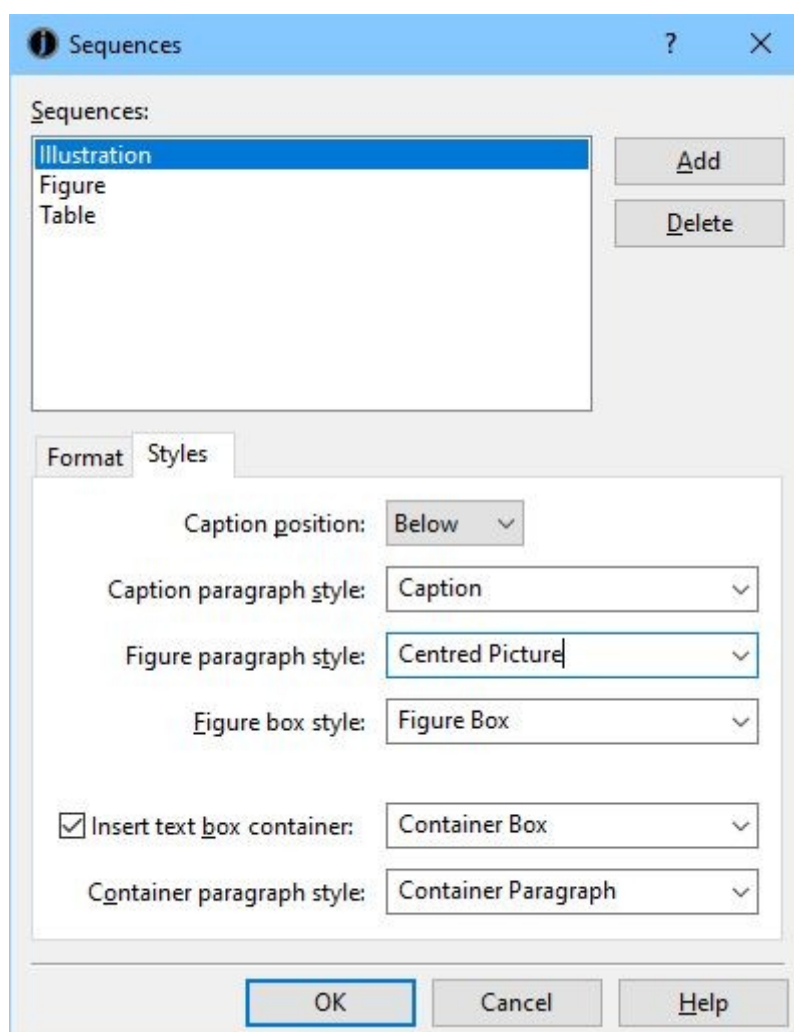 Sequences ?
Sequences:
Illustration
Figure
Table
Add
Delete
Format Styles
Caption position: Below
Caption paragraph style: Caption
Figure paragraph style: Centred Picture
Figure box style: Figure Box
Insert text box container: Container Box
Container paragraph style: Container Paragraph
OK Cancel Help